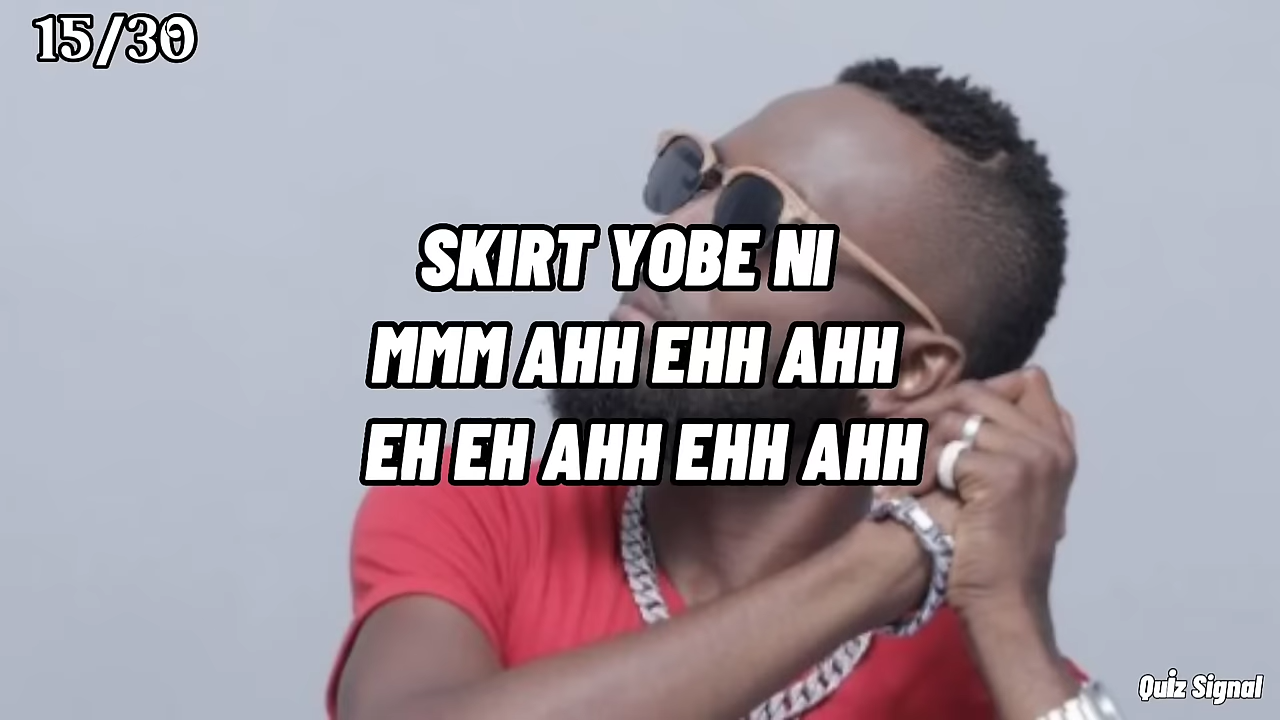 15/30
SKIRT YOBE NI
MMM AHH EHH AHH
EH EH AHH EHH AHH
Quiz Signal